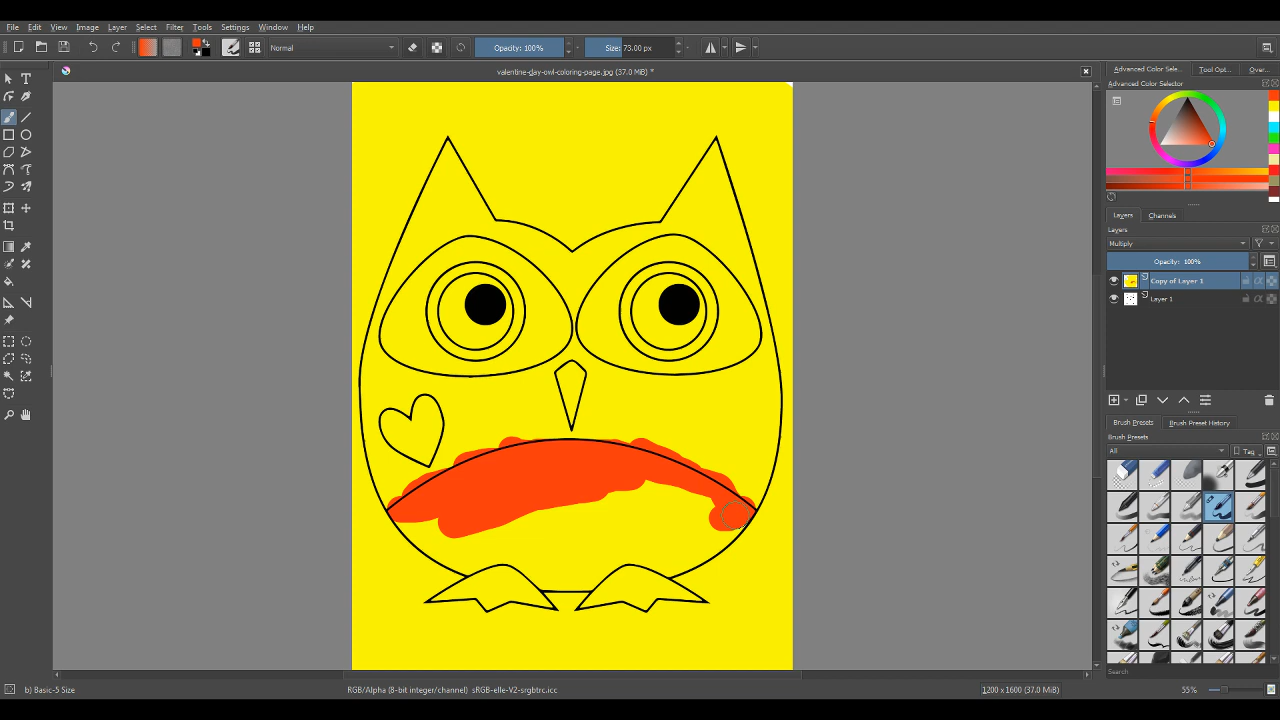 File Edit View Image Layer Select Filter Tools Settings Window Help
Normal Opacity: 100% Size: 73.00 px
valentine-day-owl-coloring-page.jpg (37.0 MiB) *
Advanced Color Sele... Tool Opt... Over...
Advanced Color Selector
Layers Channels
Layers
Multiply
Opacity: 100%
Copy of Layer 1
Layer 1
Brush Presets Brush Preset History
Brush Presets
All Tag
Search
b) Basic-5 Size RGB/Alpha (8-bit integer/channel) sRGB-elle-V2-srgbtrc.icc 1200 x 1600 (37.0 MiB) 55%